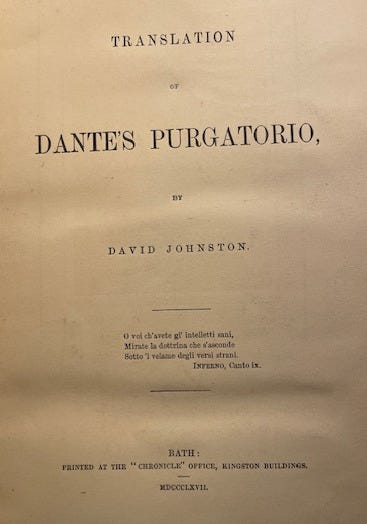 TRANSLATION
OF
DANTE'S PURGATORIO,
BY
DAVID JOHNSTON.
O voi ch'avete gl' intelletti sani,
Mirate la dottrina che s'asconde
Sotto 'l velame degli versi strani.
INFERNO, Canto ix.
BATH:
PRINTED AT THE "CHRONICLE" OFFICE, KINGSTON BUILDINGS.
MDCCCLXVII.